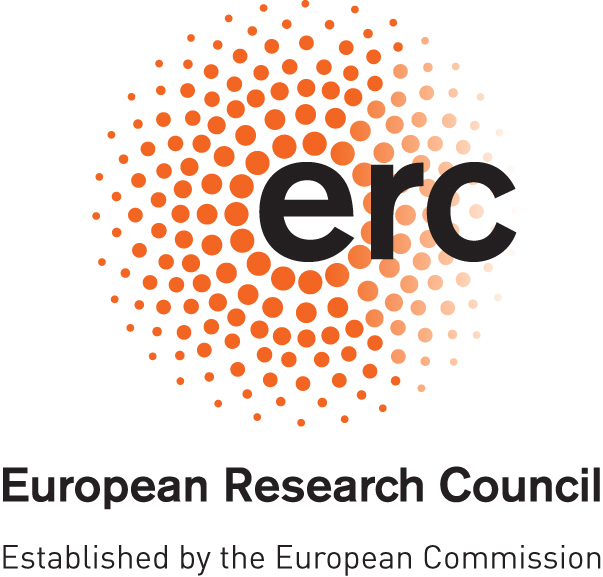 erc
European Research Council
Established by the European Commission